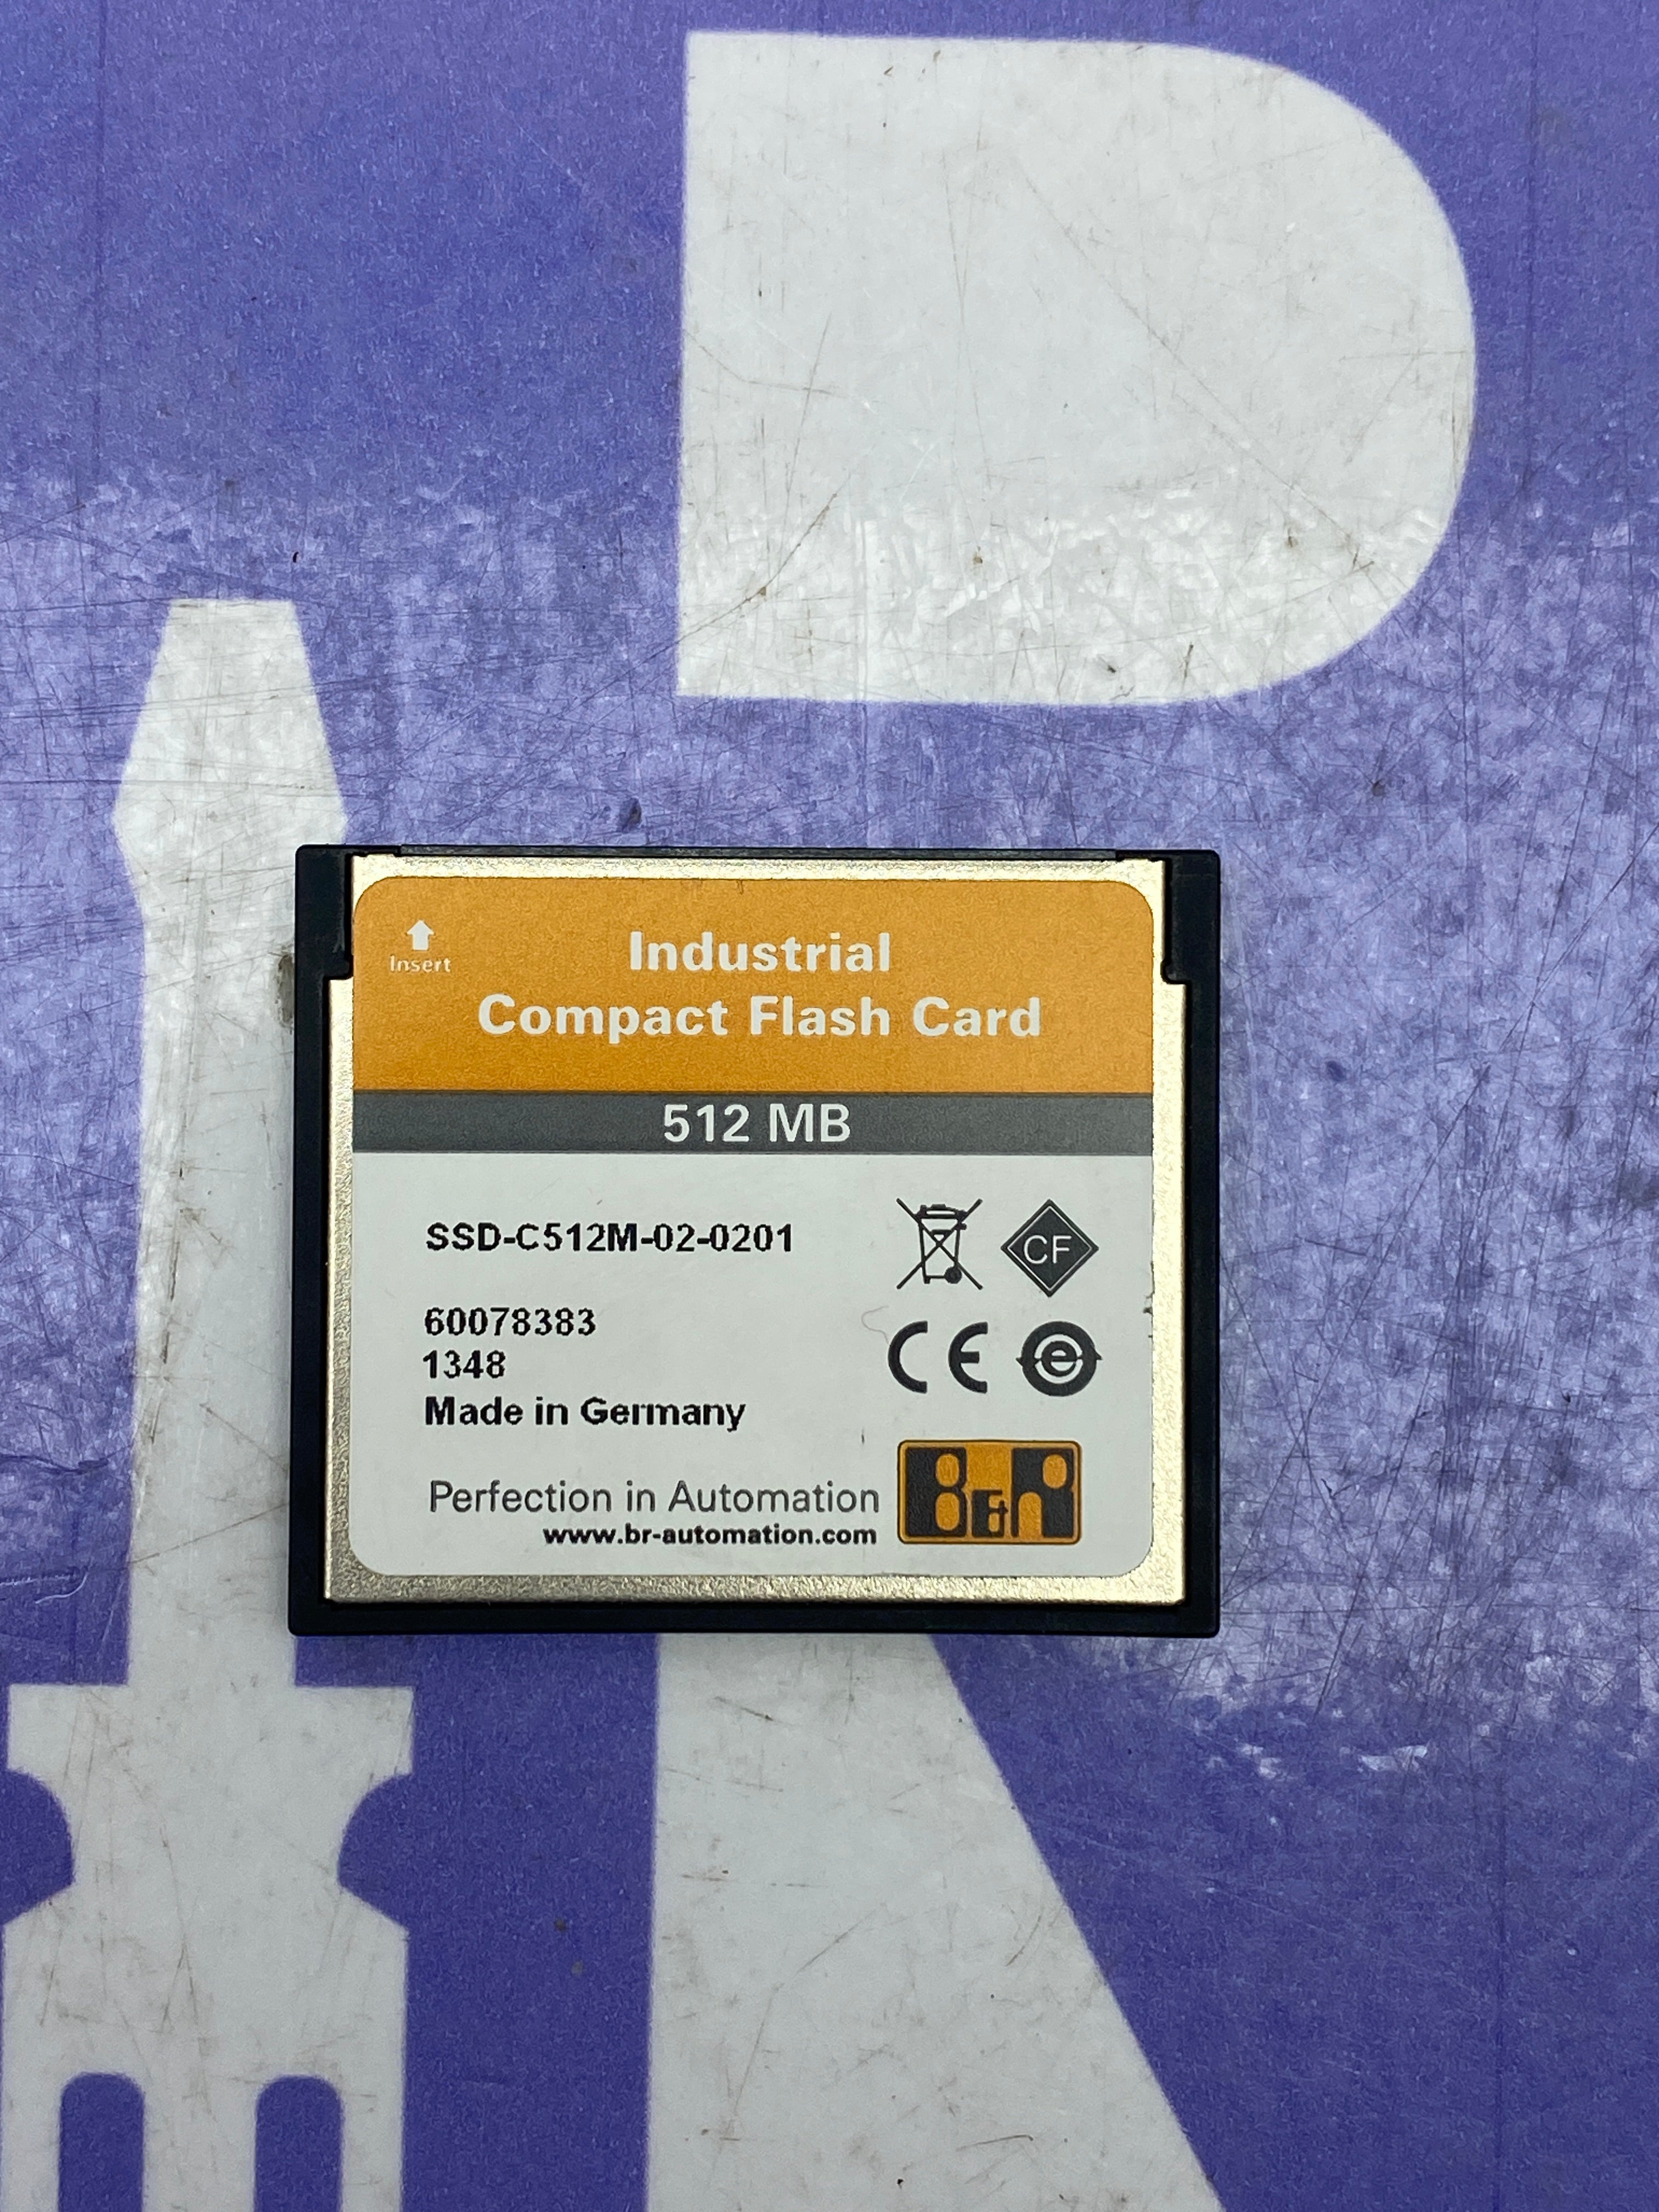 Insert
Industrial
Compact Flash Card
512 MB
SSD-C512M-02-0201
CF
60078383
1348
CE e
Made in Germany
Perfection in Automation
www.br-automation.com
B&R